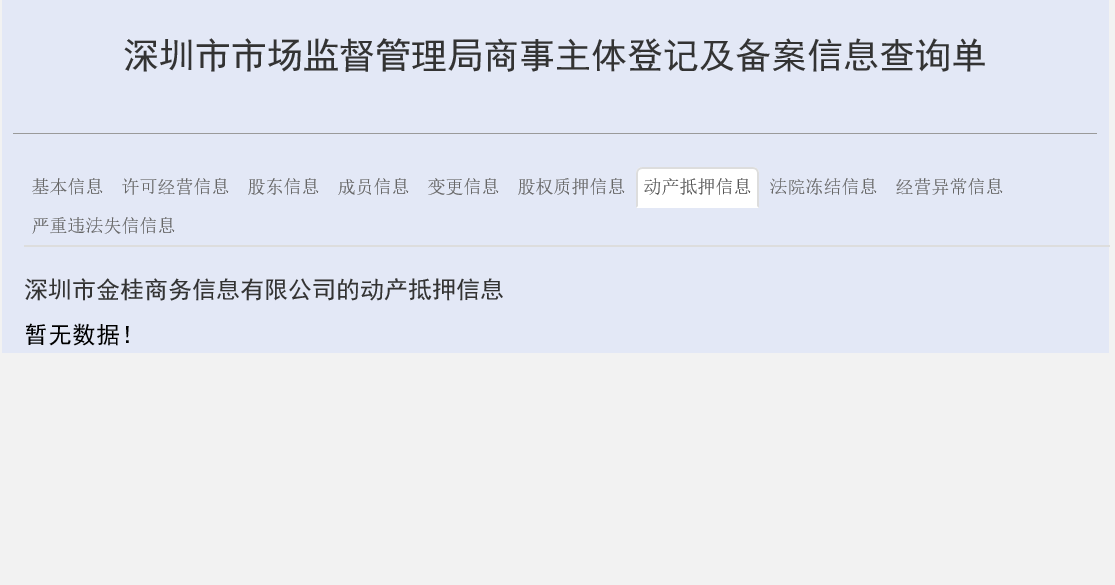 深圳市市场监督管理局商事主体登记及备案信息查询单
基本信息 许可经营信息 股东信息 成员信息 变更信息 股权质押信息 动产抵押信息 法院冻结信息 经营异常信息
严重违法失信信息
深圳市金桂商务信息有限公司的动产抵押信息
暂无数据！